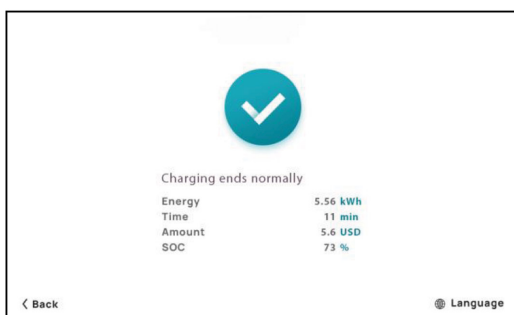 Charging ends normally
Energy 5.56 kWh
Time 11 min
Amount 5.6 USD
SOC 73 %
< Back
Language